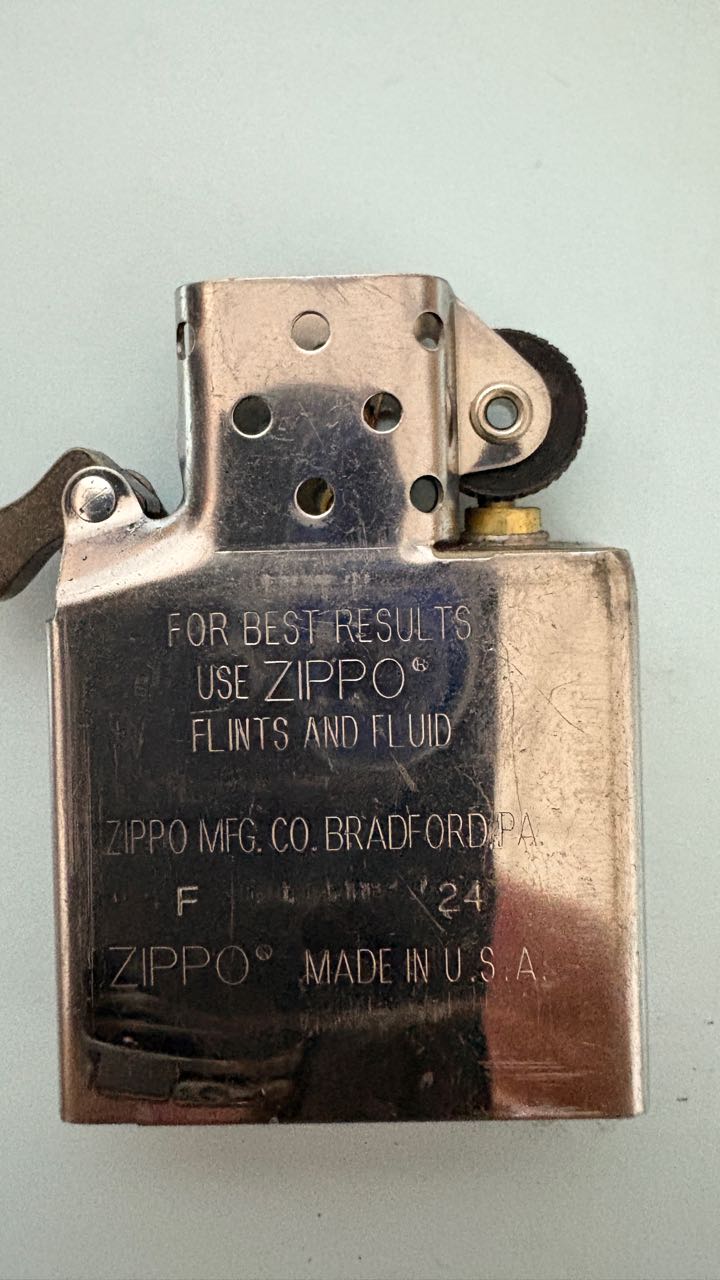 FOR BEST RESULTS
USE ZIPPO®
FLINTS AND FLUID
ZIPPO MFG. CO. BRADFORD, PA.
F 24
ZIPPO® MADE IN U.S.A.